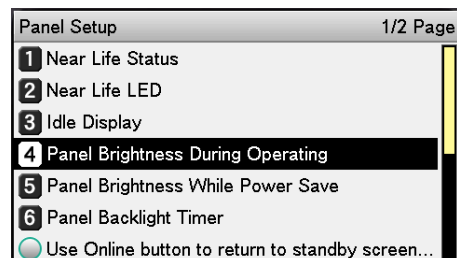 Panel Setup 1/2 Page
1 Near Life Status
2 Near Life LED
3 Idle Display
4 Panel Brightness During Operating
5 Panel Brightness While Power Save
6 Panel Backlight Timer
Use Online button to return to standby screen...